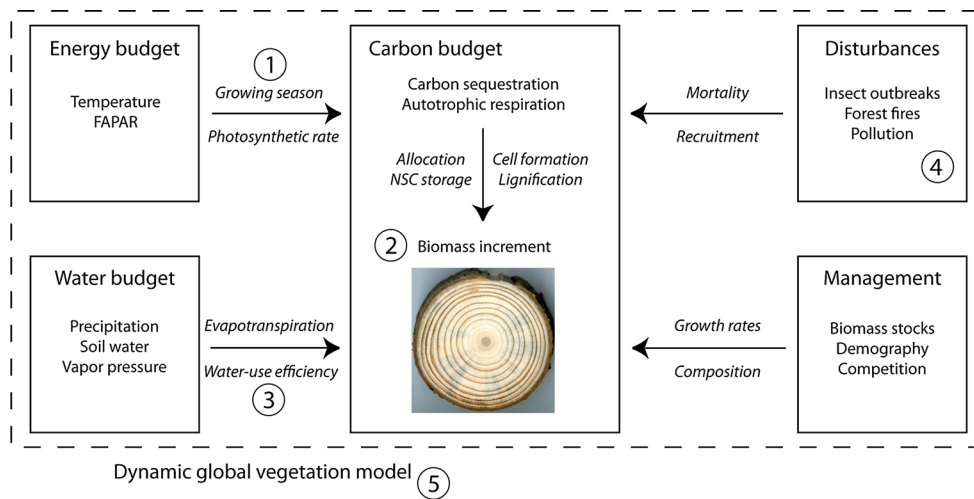 Energy budget
Temperature
FAPAR
1
Growing season
Photosynthetic rate
Carbon budget
Carbon sequestration
Autotrophic respiration
Allocation
NSC storage
Cell formation
Lignification
2
Biomass increment
Mortality
Recruitment
Disturbances
Insect outbreaks
Forest fires
Pollution
4
Water budget
Precipitation
Soil water
Vapor pressure
Evapotranspiration
Water-use efficiency
3
Growth rates
Composition
Management
Biomass stocks
Demography
Competition
Dynamic global vegetation model
5